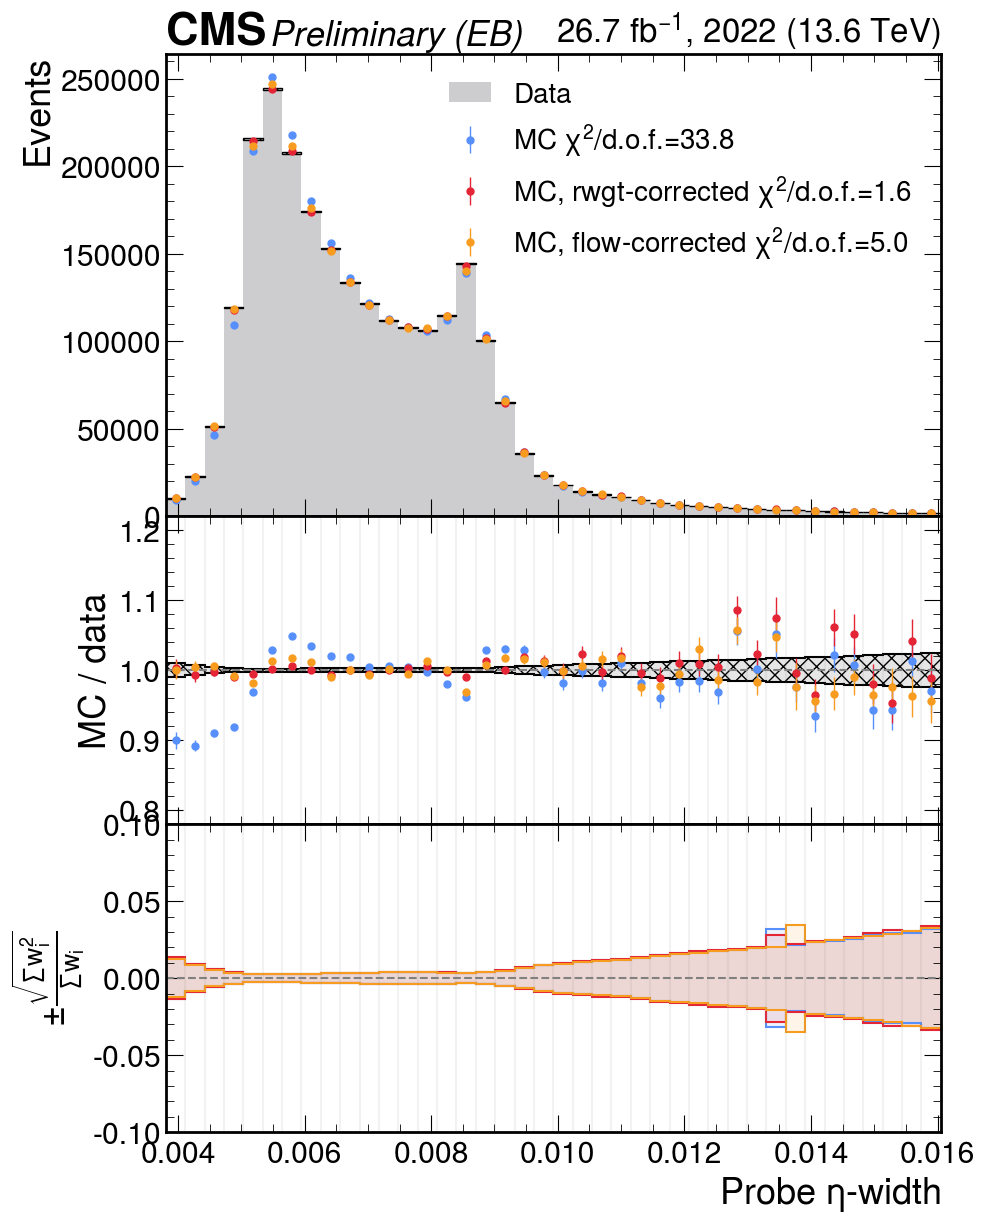 CMS Preliminary (EB) 26.7 fb⁻¹, 2022 (13.6 TeV)
Events
250000
200000
150000
100000
50000
0
Data
MC χ²/d.o.f.=33.8
MC, rwgt-corrected χ²/d.o.f.=1.6
MC, flow-corrected χ²/d.o.f.=5.0
MC / data
1.2
1.1
1.0
0.9
0.8
±√Σwᵢ² / Σwᵢ
0.10
0.05
0.00
-0.05
-0.10
0.004 0.006 0.008 0.010 0.012 0.014 0.016
Probe η-width